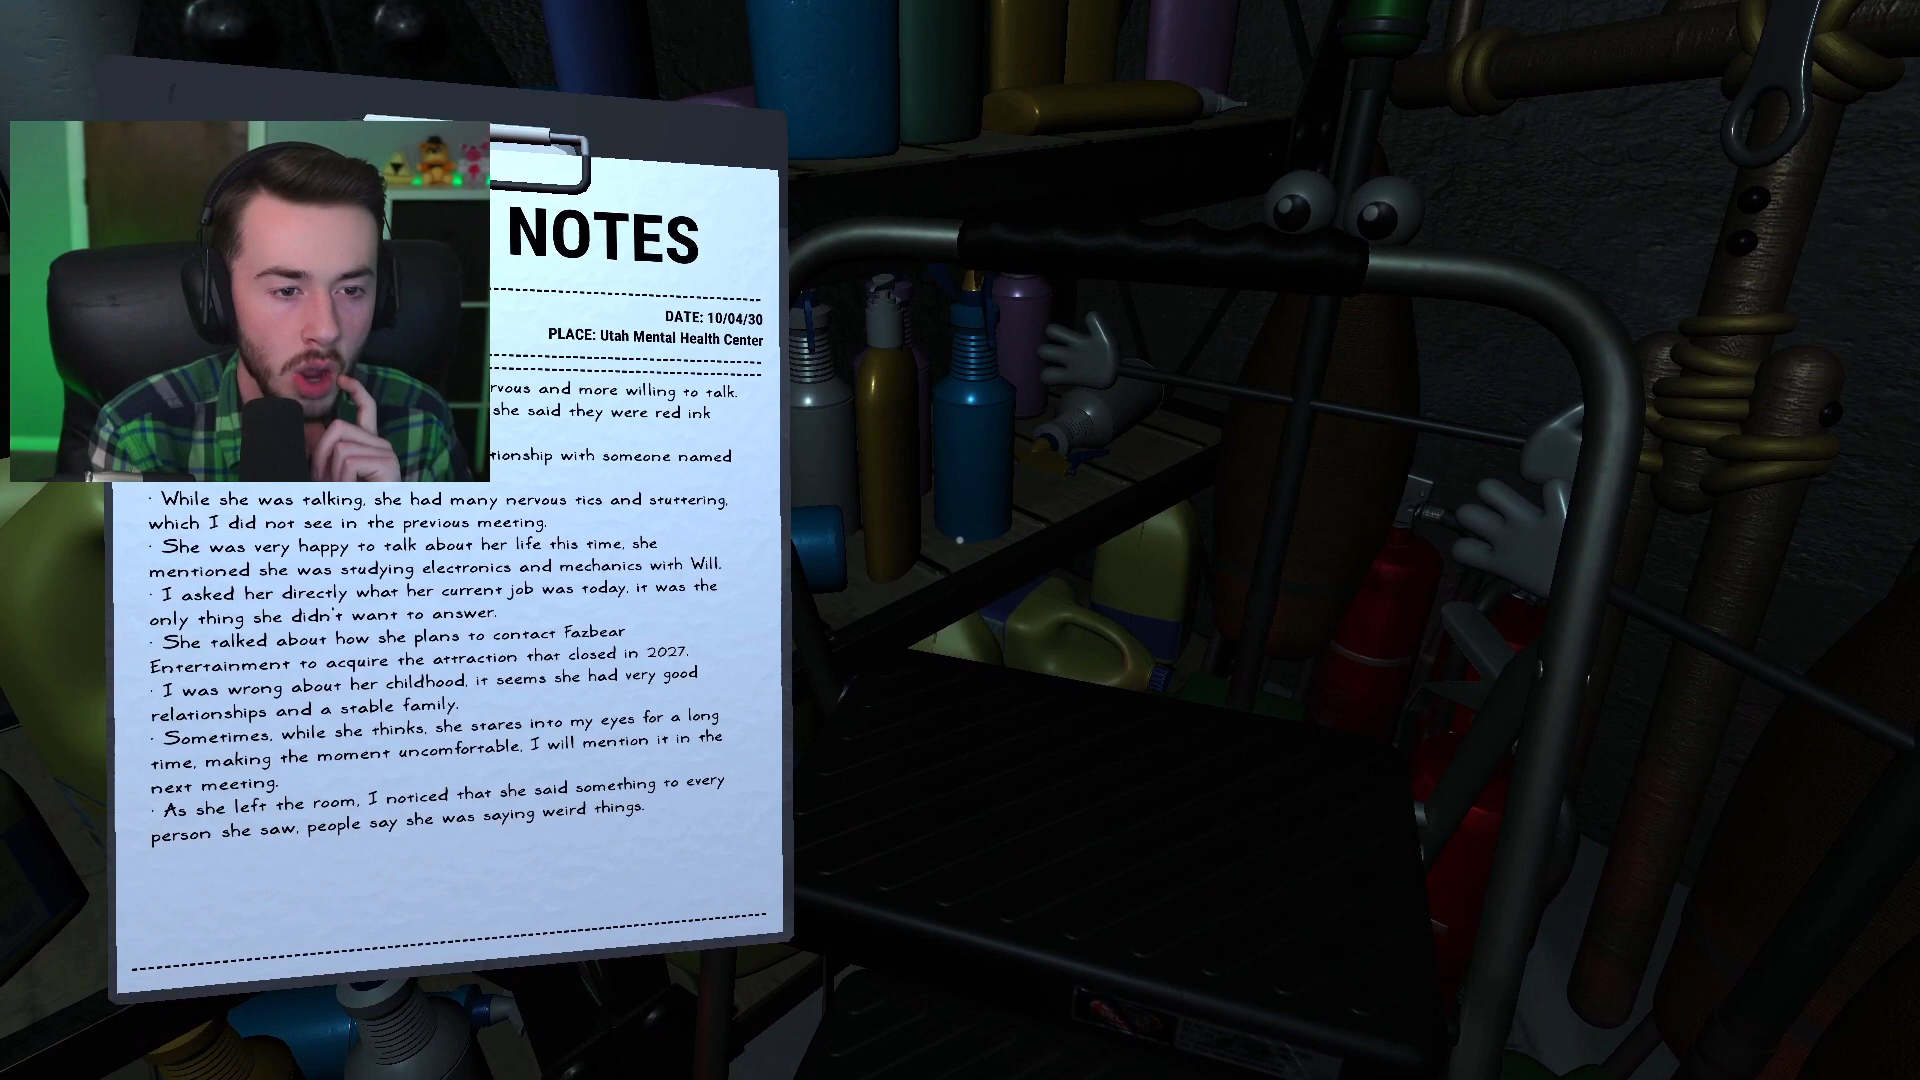 NOTES
DATE: 10/04/30
PLACE: Utah Mental Health Center
and more willing to talk.
she said they were red ink
with someone named
· While she was talking, she had many nervous tics and stuttering,
which I did not see in the previous meeting.
· She was very happy to talk about her life this time, she
mentioned she was studying electronics and mechanics with Will.
· I asked her directly what her current job was today, it was the
only thing she didn't want to answer.
· She talked about how she plans to contact Fazbear
Entertainment to acquire the attraction that closed in 2027.
· I was wrong about her childhood, it seems she had very good
relationships and a stable family.
· Sometimes, while she thinks, she stares into my eyes for a long
time, making the moment uncomfortable, I will mention it in the
next meeting.
· As she left the room, I noticed that she said something to every
person she saw, people say she was saying weird things.